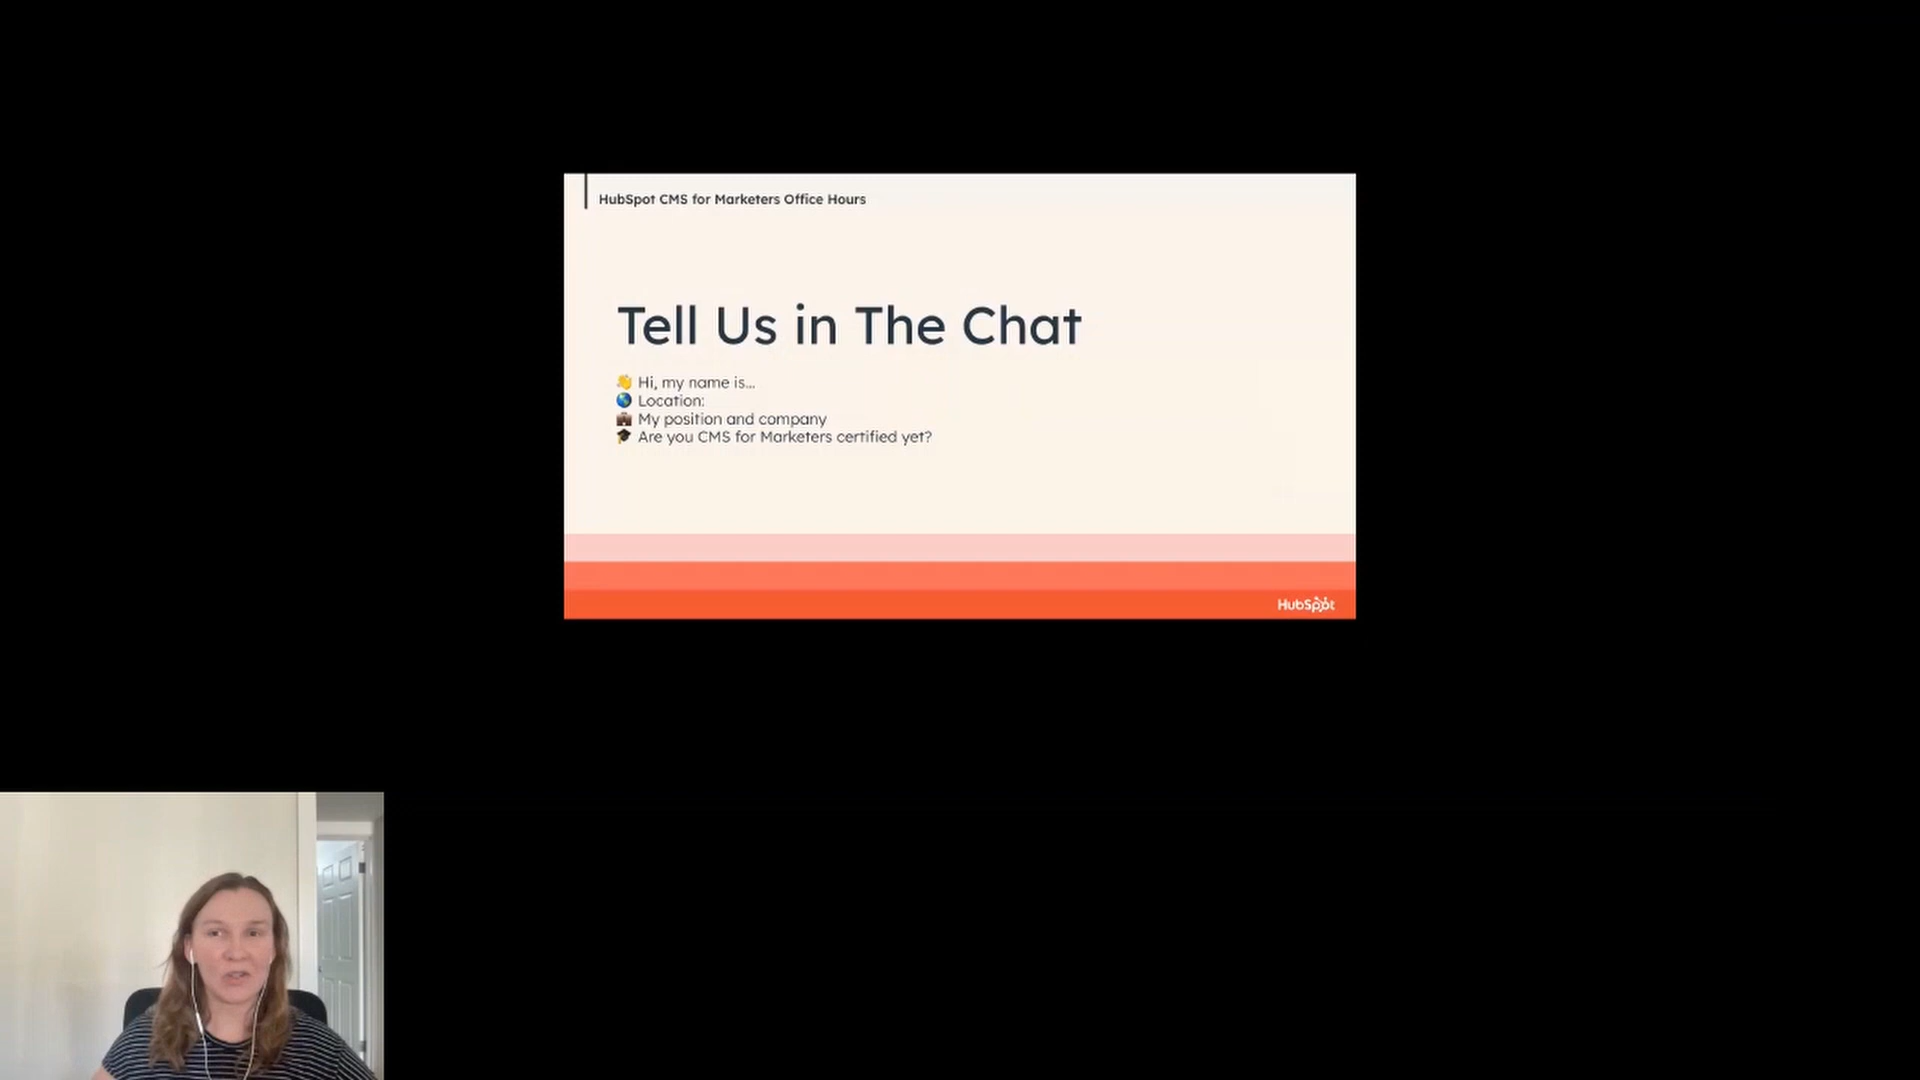 HubSpot CMS for Marketers Office Hours
Tell Us in The Chat
👋 Hi, my name is...
🌎 Location:
💼 My position and company
🎓 Are you CMS for Marketers certified yet?
HubSpot